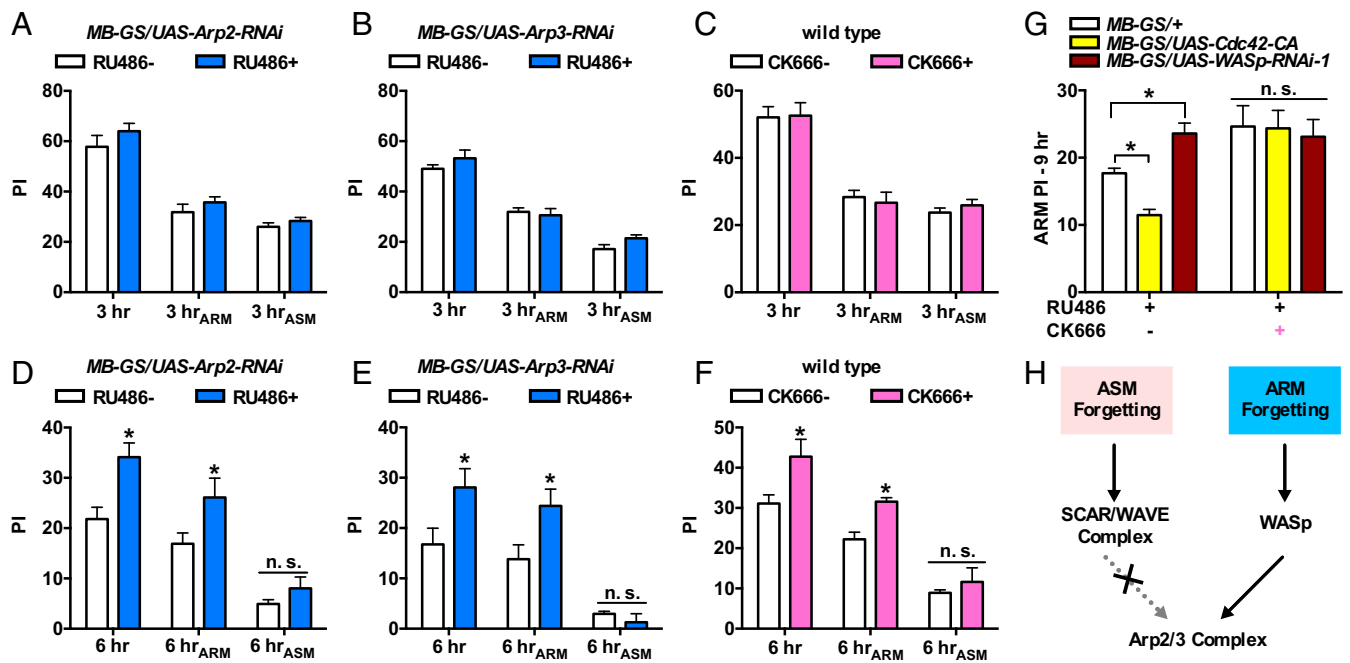 A
MB-GS/UAS-Arp2-RNAi
RU486- RU486+
PI
60
40
20
0
3 hr 3 hrARM 3 hrASM
B
MB-GS/UAS-Arp3-RNAi
RU486- RU486+
PI
80
60
40
20
0
3 hr 3 hrARM 3 hrASM
C
wild type
CK666- CK666+
PI
60
40
20
0
3 hr 3 hrARM 3 hrASM
G
MB-GS/+
MB-GS/UAS-Cdc42-CA
MB-GS/UAS-WASp-RNAi-1
ARM PI - 9 hr
30
20
10
0
* n. s.
*
RU486 + +
CK666 - +
D
MB-GS/UAS-Arp2-RNAi
RU486- RU486+
PI
40
30
20
10
0
* * n. s.
6 hr 6 hrARM 6 hrASM
E
MB-GS/UAS-Arp3-RNAi
RU486- RU486+
PI
40
30
20
10
0
* * n. s.
6 hr 6 hrARM 6 hrASM
F
wild type
CK666- CK666+
PI
50
40
30
20
10
0
* * n. s.
6 hr 6 hrARM 6 hrASM
H
ASM
Forgetting
ARM
Forgetting
SCAR/WAVE
Complex
WASp
Arp2/3 Complex